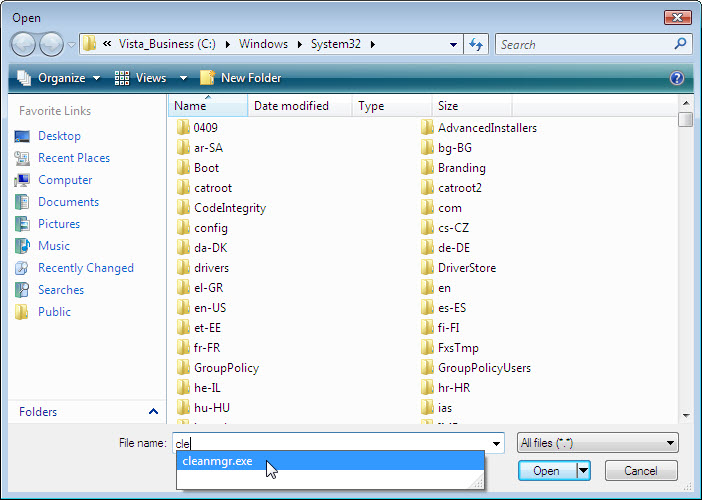 Open
« Vista_Business (C:) Windows System32 Search
Organize Views New Folder
Favorite Links
Desktop
Recent Places
Computer
Documents
Pictures
Music
Recently Changed
Searches
Public
Folders
Name Date modified Type Size
0409 AdvancedInstallers
ar-SA bg-BG
Boot Branding
catroot catroot2
CodeIntegrity com
config cs-CZ
da-DK de-DE
drivers DriverStore
el-GR en
en-US es-ES
et-EE fi-FI
fr-FR FxsTmp
GroupPolicy GroupPolicyUsers
he-IL hr-HR
hu-HU ias
File name: cle All files (*.*)
cleanmgr.exe
Open Cancel